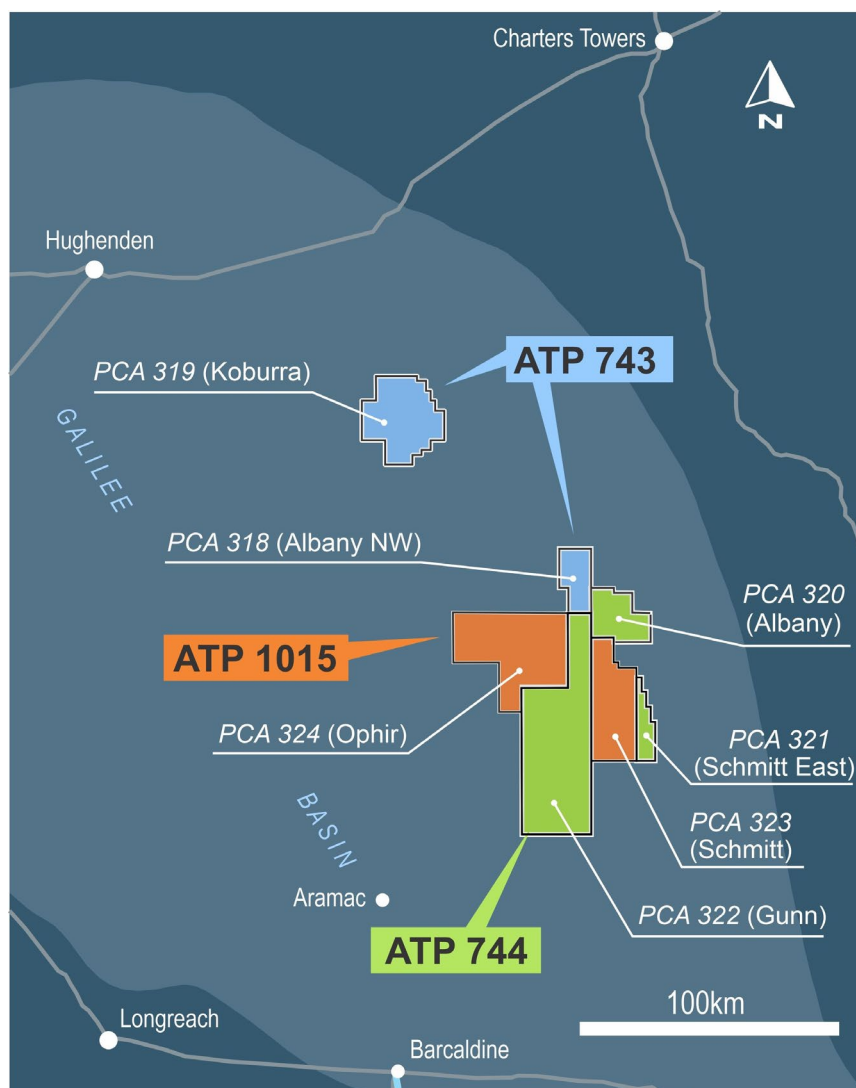 Charters Towers
N
Hughenden
ATP 743
PCA 319 (Koburra)
GALILEE
PCA 318 (Albany NW)
PCA 320
(Albany)
ATP 1015
PCA 324 (Ophir)
PCA 321
(Schmitt East)
BASIN
PCA 323
(Schmitt)
Aramac
PCA 322 (Gunn)
ATP 744
100km
Longreach
Barcaldine